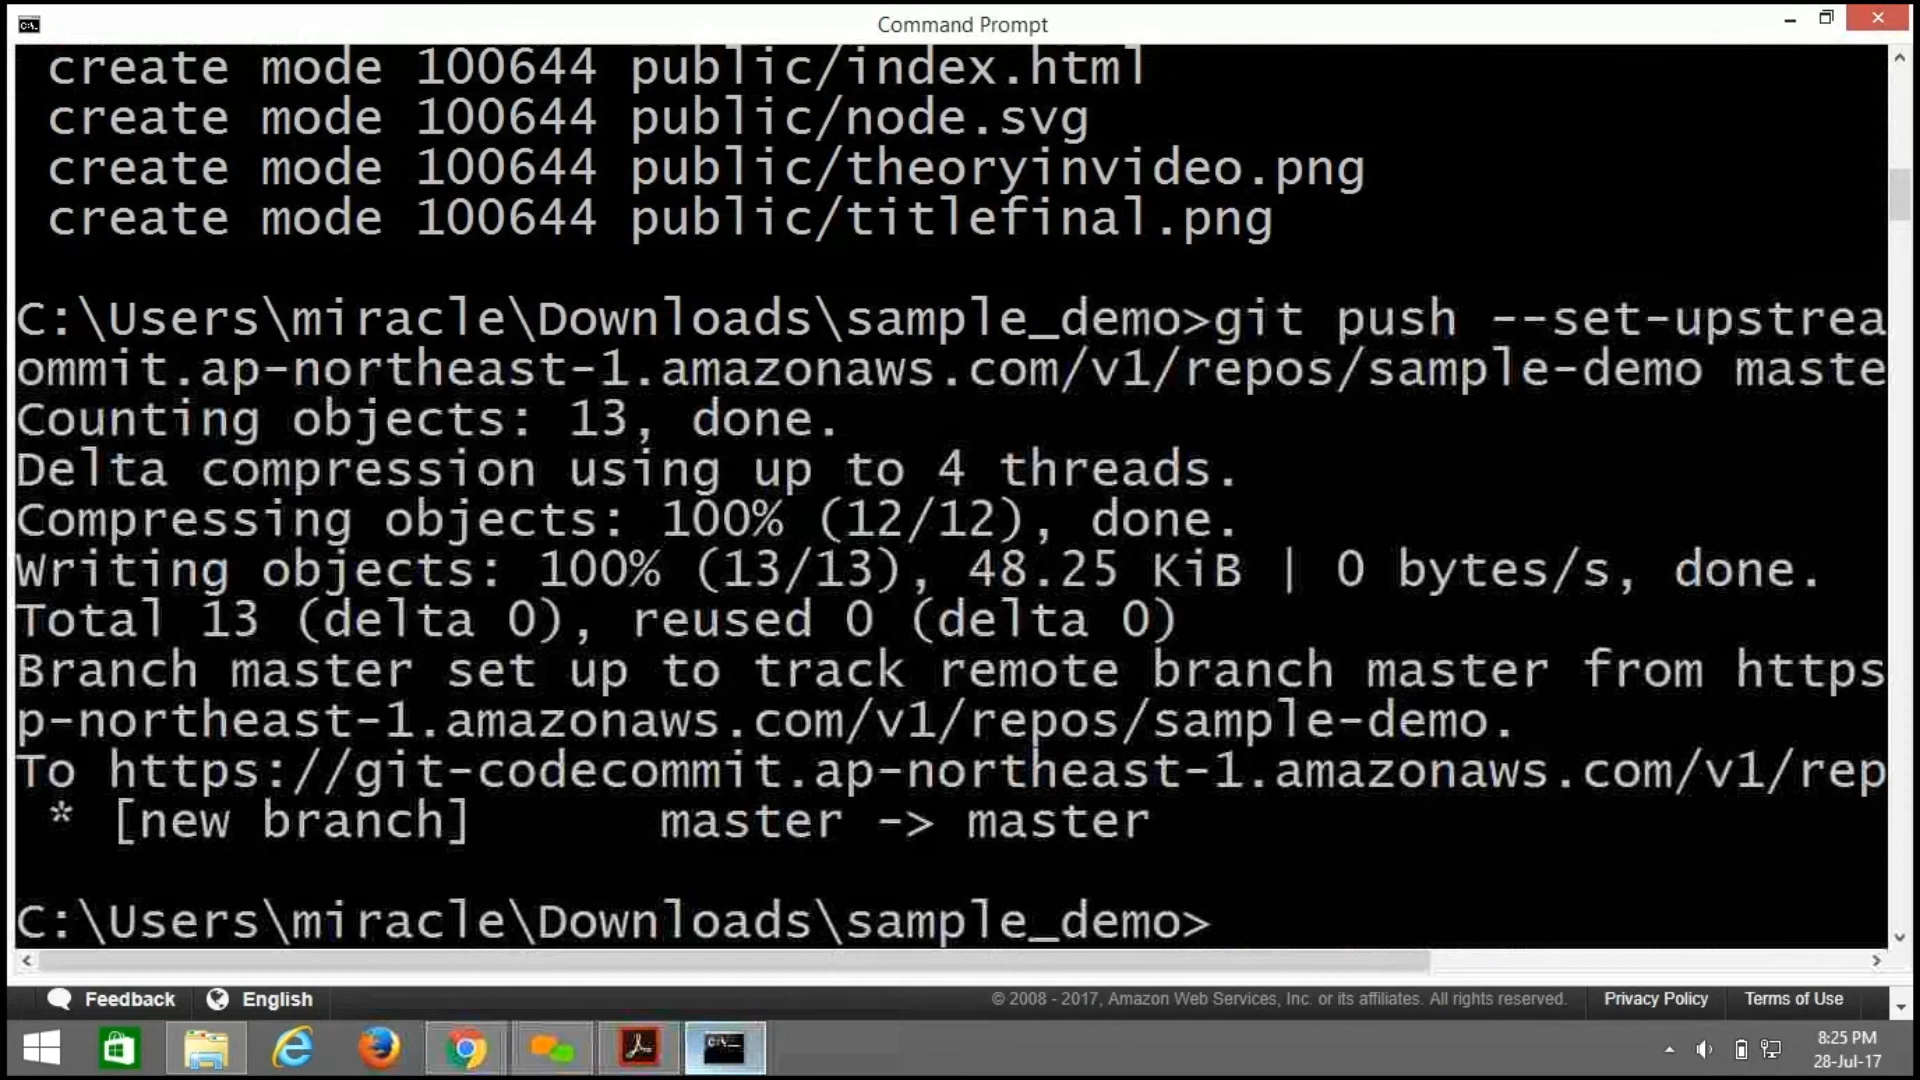 Command Prompt
create mode 100644 public/index.html
create mode 100644 public/node.svg
create mode 100644 public/theoryinvideo.png
create mode 100644 public/titlefinal.png
C:\Users\miracle\Downloads\sample_demo>git push --set-upstrea
ommit.ap-northeast-1.amazonaws.com/v1/repos/sample-demo maste
Counting objects: 13, done.
Delta compression using up to 4 threads.
Compressing objects: 100% (12/12), done.
Writing objects: 100% (13/13), 48.25 KiB | 0 bytes/s, done.
Total 13 (delta 0), reused 0 (delta 0)
Branch master set up to track remote branch master from https
p-northeast-1.amazonaws.com/v1/repos/sample-demo.
To https://git-codecommit.ap-northeast-1.amazonaws.com/v1/rep
* [new branch]      master -> master
C:\Users\miracle\Downloads\sample_demo>
Feedback English © 2008 - 2017, Amazon Web Services, Inc. or its affiliates. All rights reserved. Privacy Policy Terms of Use
8:25 PM
28-Jul-17